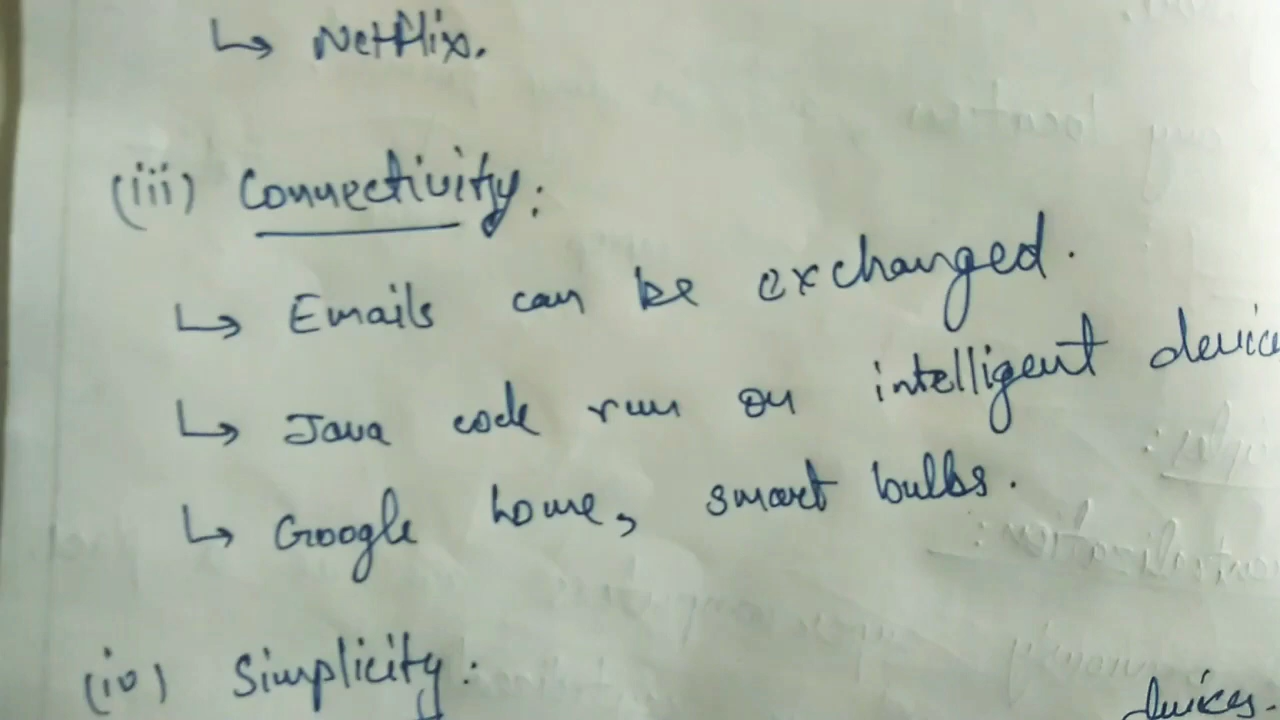 ↳ Netflix.
(iii) Connectivity:
↳ Emails can be exchanged.
↳ Java code run on intelligent device
↳ Google home, smart bulbs.
(iv) Simplicity:
devices.